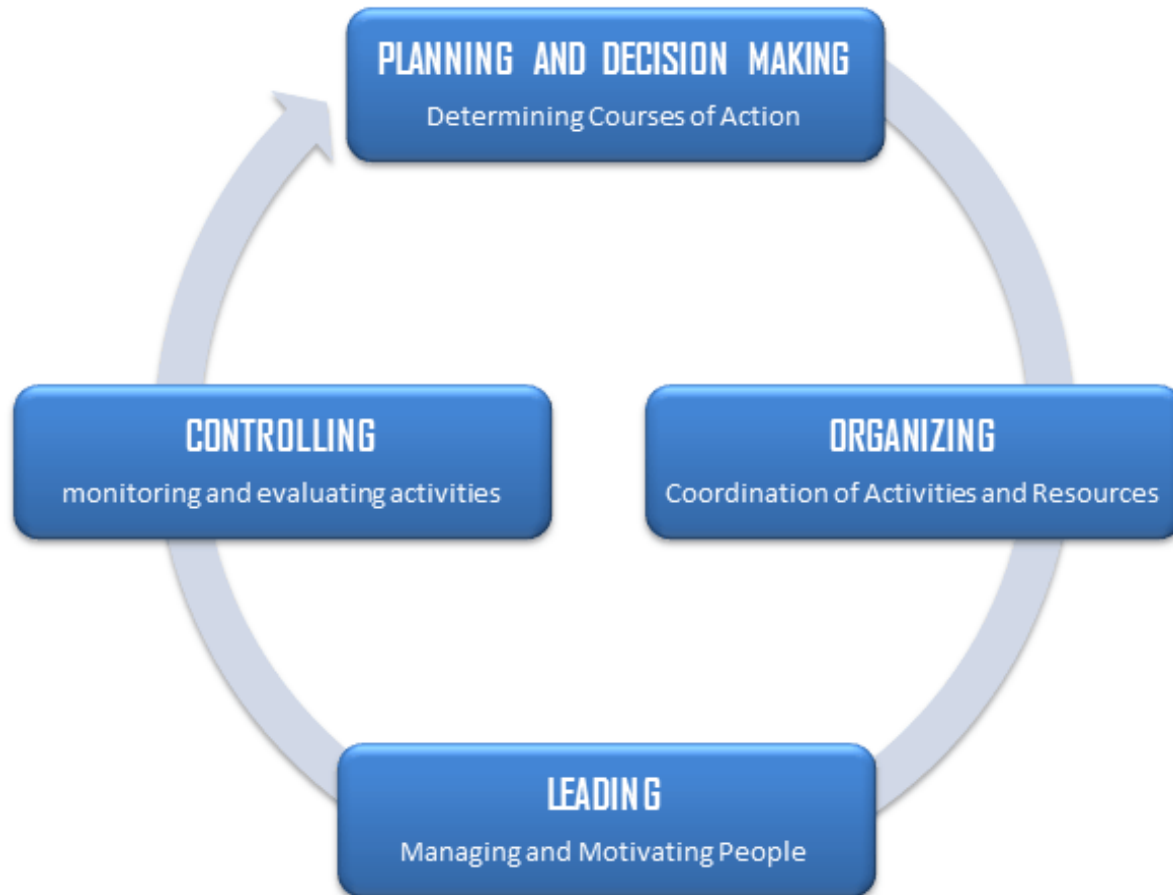 PLANNING AND DECISION MAKING
Determining Courses of Action
ORGANIZING
Coordination of Activities and Resources
LEADING
Managing and Motivating People
CONTROLLING
monitoring and evaluating activities